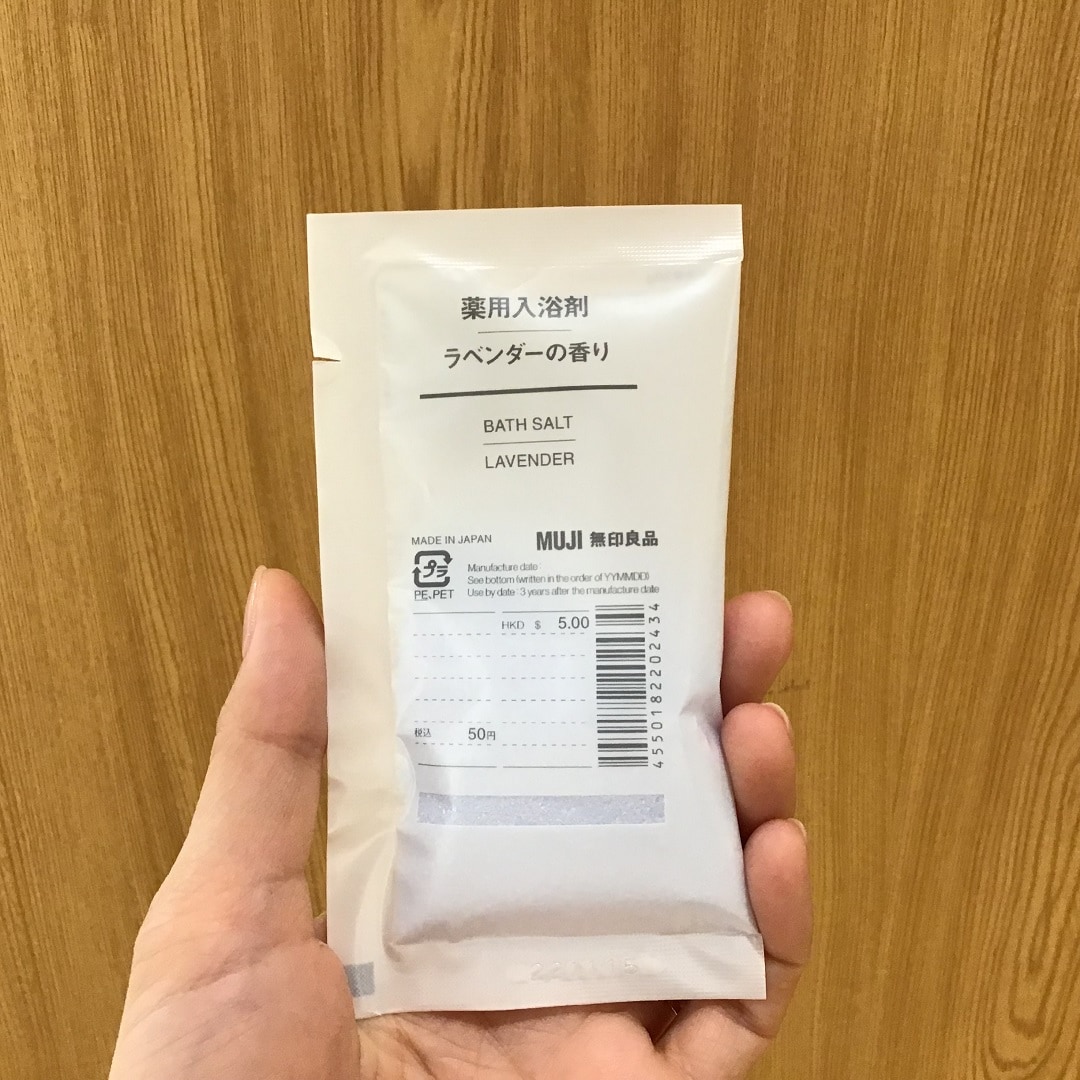 薬用入浴剤
ラベンダーの香り
BATH SALT
LAVENDER
MADE IN JAPAN
MUJI 無印良品
プラ
PE、PET
Manufacture date :
See bottom (written in the order of YYMMDD)
Use by date : 3 years after the manufacture date
HKD $ 5.00
税込 50円
4550182202434